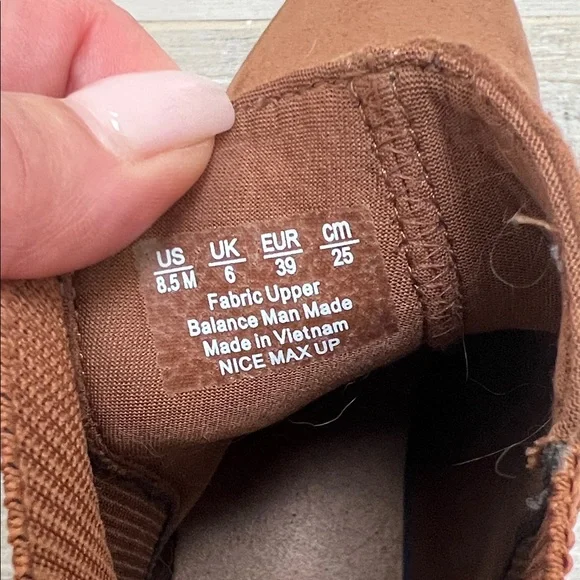 US UK EUR cm
8.5 M 6 39 25
Fabric Upper
Balance Man Made
Made in Vietnam
NICE MAX UP